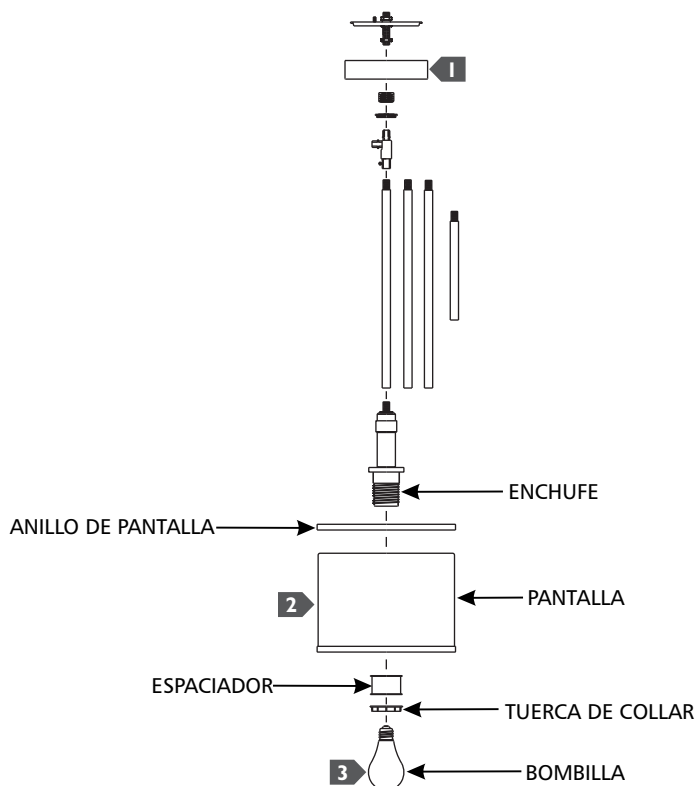 1
ENCHUFE
ANILLO DE PANTALLA
2
PANTALLA
ESPACIADOR
TUERCA DE COLLAR
3
BOMBILLA